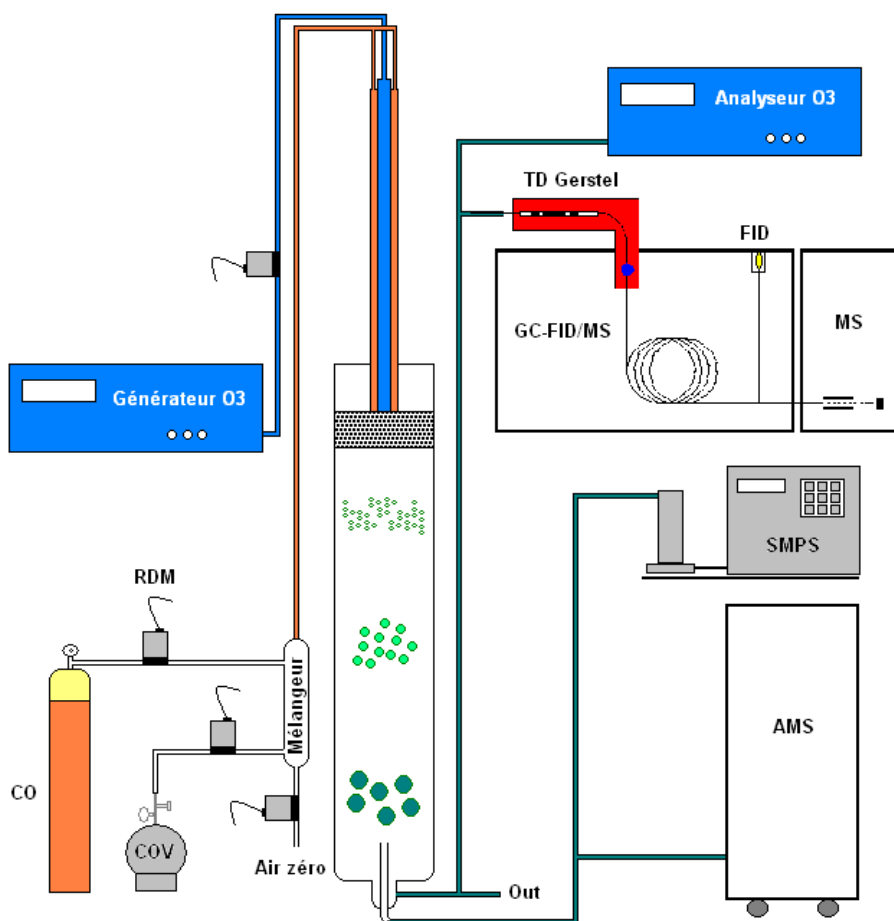 Analyseur O3
TD Gerstel
FID
GC-FID/MS
MS
Générateur O3
SMPS
RDM
Mélangeur
AMS
CO
COV
Air zéro
Out